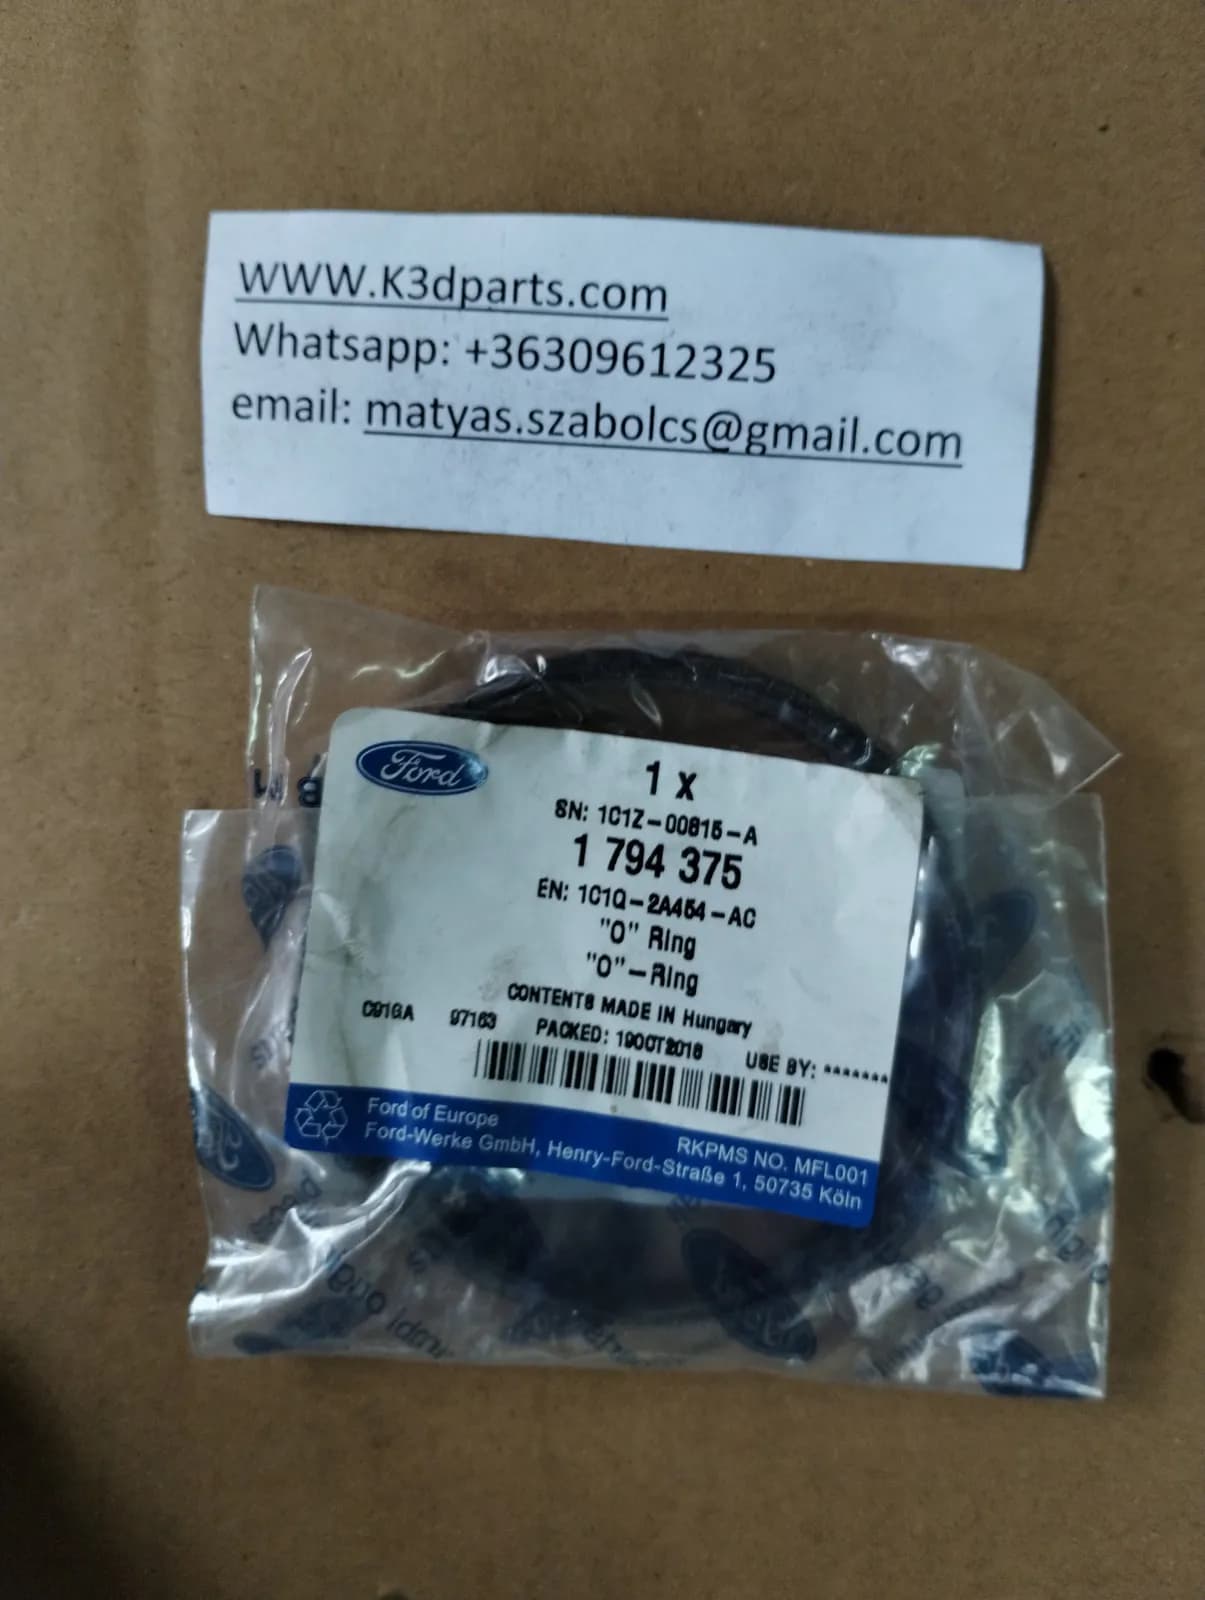 WWW.K3dparts.com
Whatsapp: +36309612325
email: matyas.szabolcs@gmail.com
Ford
1 x
SN: 1C1Z-00815-A
1 794 375
EN: 1C1Q-2A454-AC
"O" Ring
"O"-Ring
CONTENTS MADE IN Hungary
C91GA 97163 PACKED: 19OCT2016 USE BY: *******
Ford of Europe RKPMS NO. MFL001
Ford-Werke GmbH, Henry-Ford-Straße 1, 50735 Köln